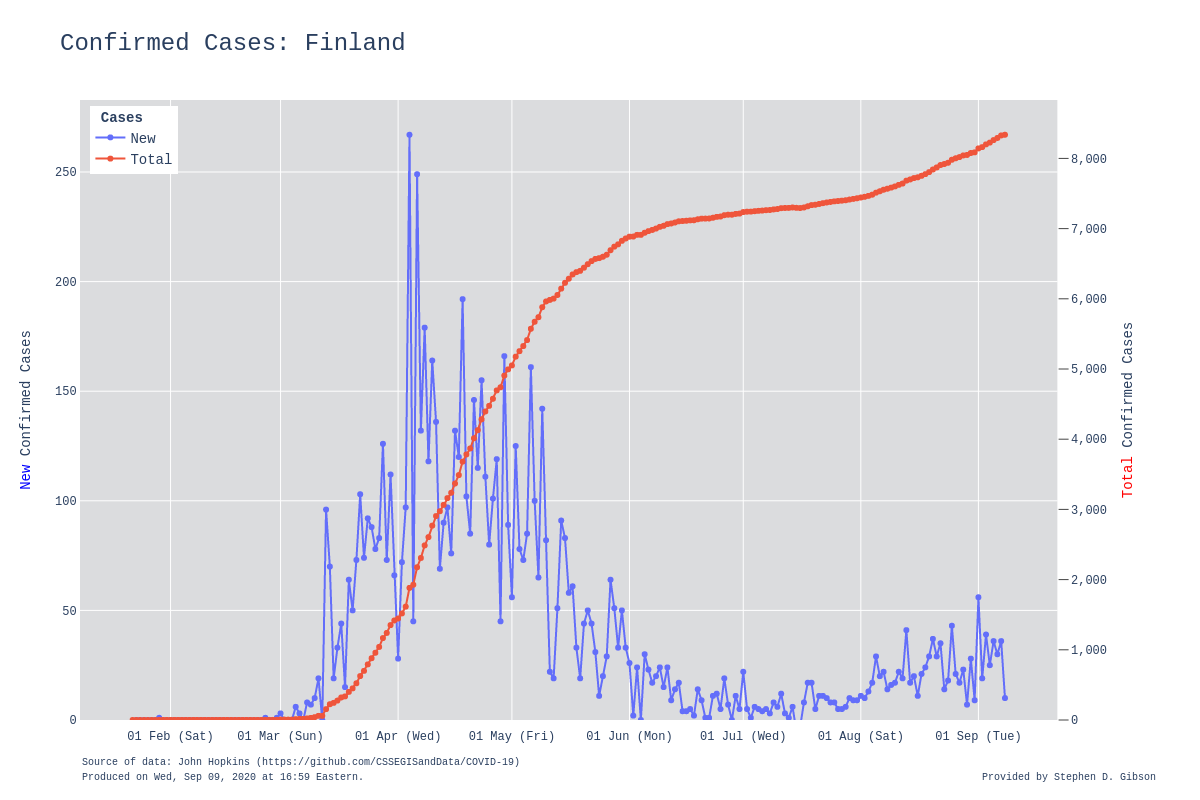 Confirmed Cases: Finland
Cases
New
Total
250
200
150
100
50
0
8,000
7,000
6,000
5,000
4,000
3,000
2,000
1,000
0
New Confirmed Cases
Total Confirmed Cases
01 Feb (Sat) 01 Mar (Sun) 01 Apr (Wed) 01 May (Fri) 01 Jun (Mon) 01 Jul (Wed) 01 Aug (Sat) 01 Sep (Tue)
Source of data: John Hopkins (https://github.com/CSSEGISandData/COVID-19)
Produced on Wed, Sep 09, 2020 at 16:59 Eastern.
Provided by Stephen D. Gibson